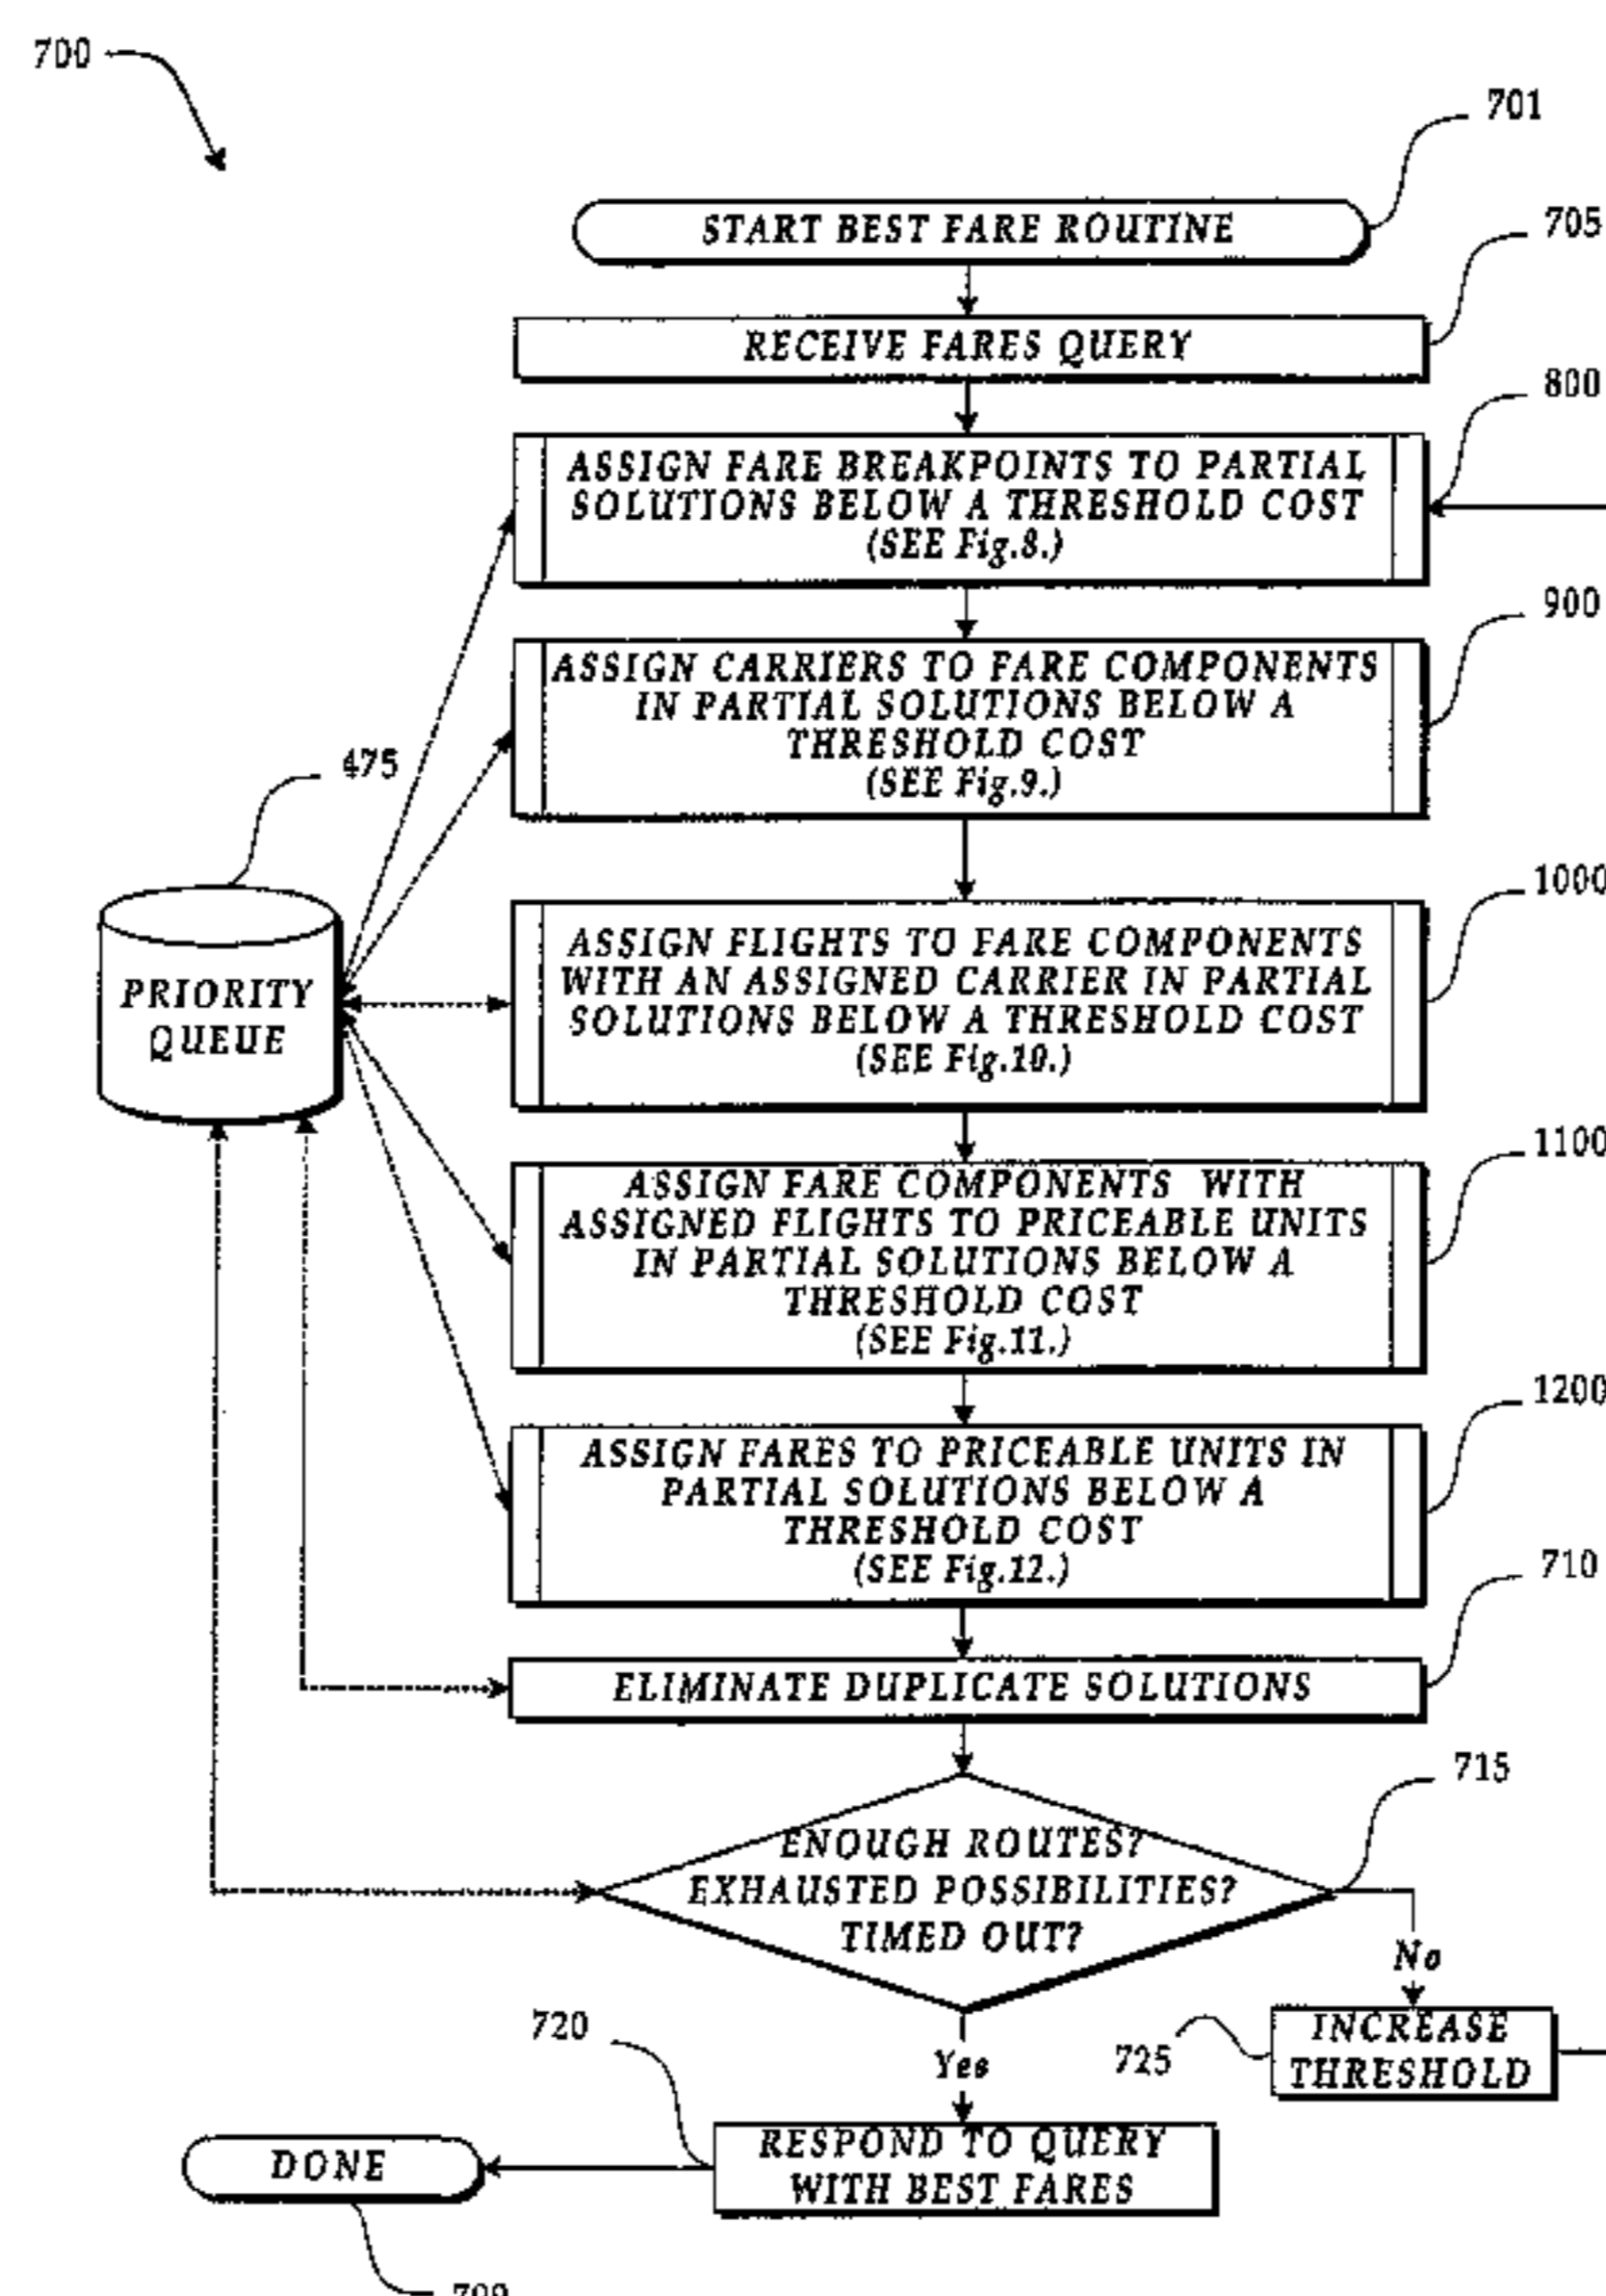 700
701
START BEST FARE ROUTINE
705
RECEIVE FARES QUERY
800
ASSIGN FARE BREAKPOINTS TO PARTIAL
SOLUTIONS BELOW A THRESHOLD COST
(SEE Fig.8.)
900
ASSIGN CARRIERS TO FARE COMPONENTS
IN PARTIAL SOLUTIONS BELOW A
THRESHOLD COST
(SEE Fig.9.)
475
PRIORITY
QUEUE
1000
ASSIGN FLIGHTS TO FARE COMPONENTS
WITH AN ASSIGNED CARRIER IN PARTIAL
SOLUTIONS BELOW A THRESHOLD COST
(SEE Fig.10.)
1100
ASSIGN FARE COMPONENTS WITH
ASSIGNED FLIGHTS TO PRICEABLE UNITS
IN PARTIAL SOLUTIONS BELOW A
THRESHOLD COST
(SEE Fig.11.)
1200
ASSIGN FARES TO PRICEABLE UNITS IN
PARTIAL SOLUTIONS BELOW A
THRESHOLD COST
(SEE Fig.12.)
710
ELIMINATE DUPLICATE SOLUTIONS
715
ENOUGH ROUTES?
EXHAUSTED POSSIBILITIES?
TIMED OUT?
No
720
Yes
725
INCREASE
THRESHOLD
RESPOND TO QUERY
WITH BEST FARES
DONE